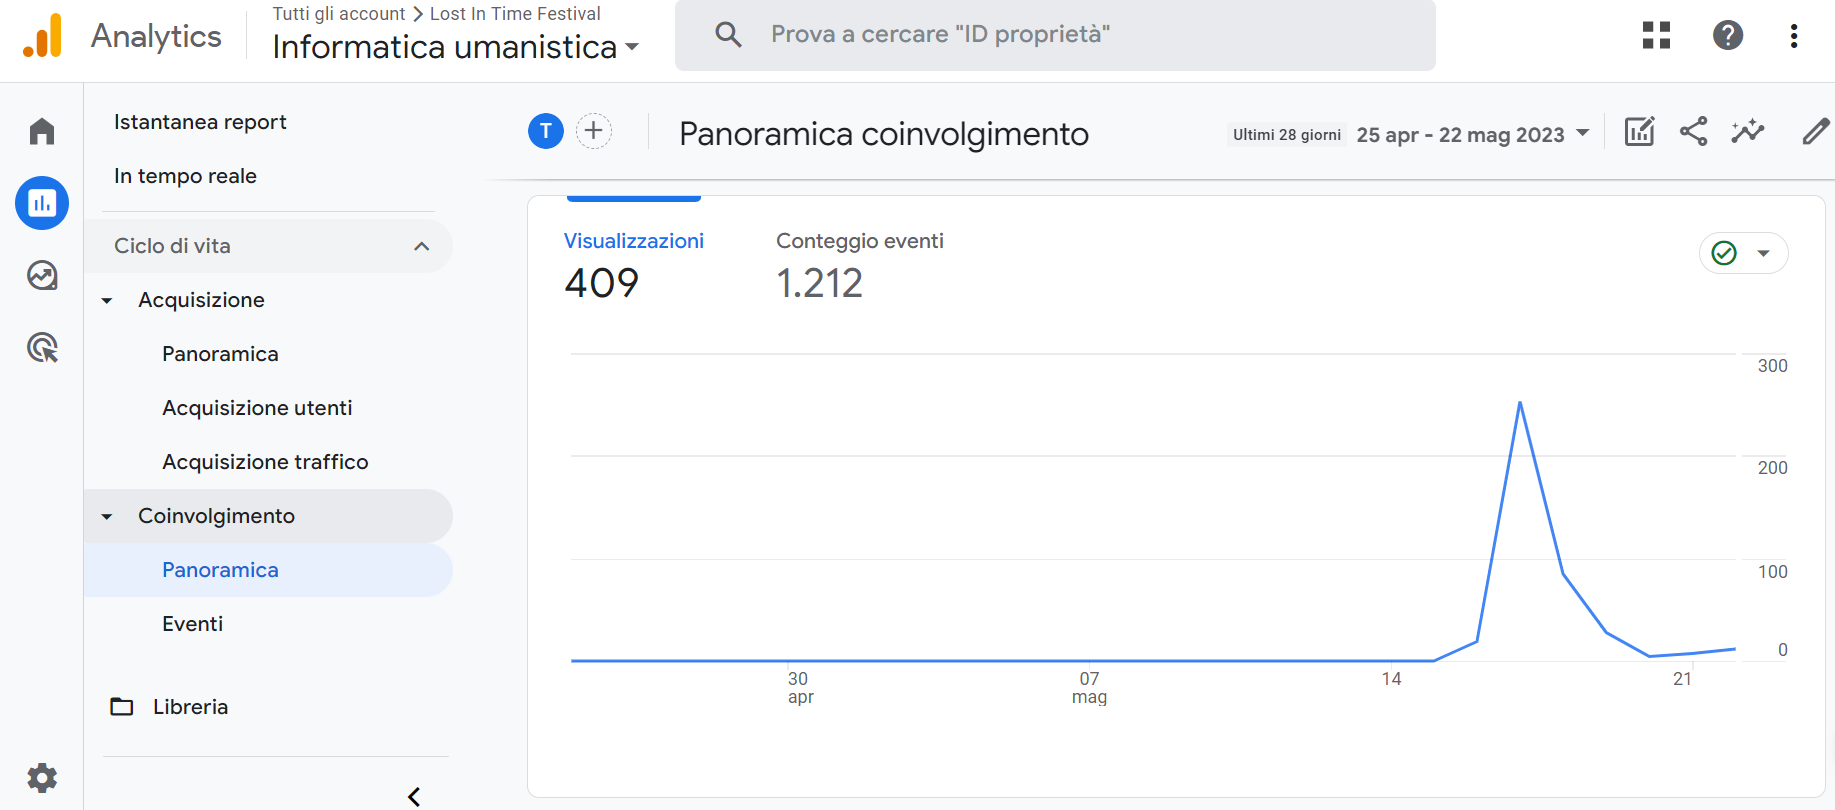 Analytics
Tutti gli account > Lost In Time Festival
Informatica umanistica
Prova a cercare "ID proprietà"
Istantanea report
In tempo reale
Ciclo di vita
Acquisizione
Panoramica
Acquisizione utenti
Acquisizione traffico
Coinvolgimento
Panoramica
Eventi
Libreria
T
Panoramica coinvolgimento
Ultimi 28 giorni 25 apr - 22 mag 2023
Visualizzazioni
409
Conteggio eventi
1.212
300
200
100
0
30
apr
07
mag
14
21